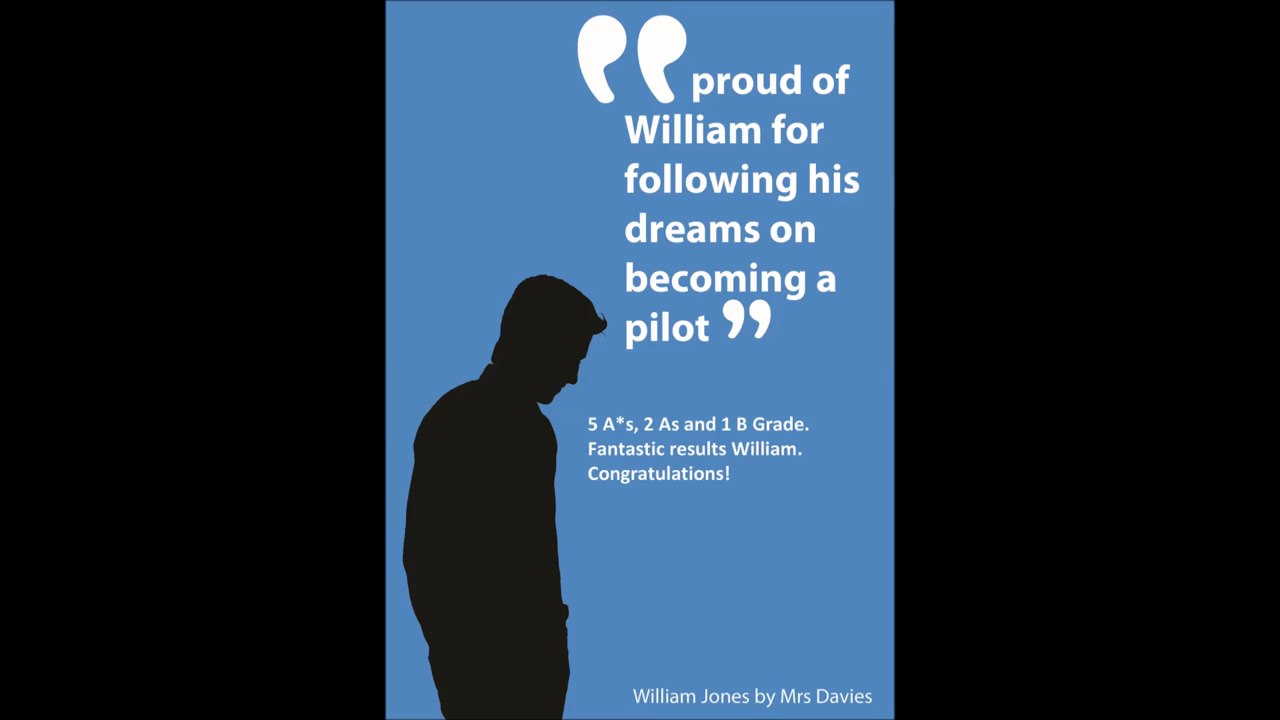 “ proud of
William for
following his
dreams on
becoming a
pilot ”
5 A*s, 2 As and 1 B Grade.
Fantastic results William.
Congratulations!
William Jones by Mrs Davies